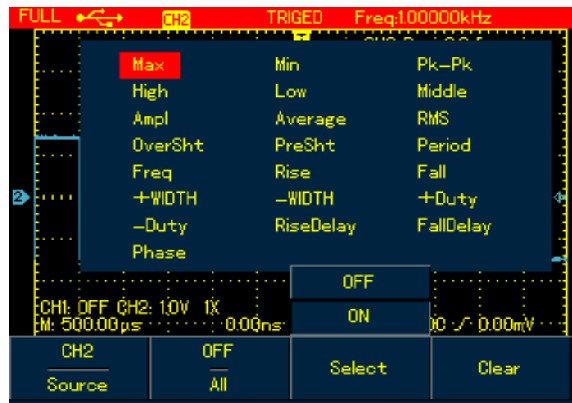 FULL CH2 TRIGED Freq:1.00000kHz
Max Min Pk-Pk
High Low Middle
Ampl Average RMS
OverSht PreSht Period
Freq Rise Fall
+WIDTH -WIDTH +Duty
-Duty RiseDelay FallDelay
Phase
2
OFF
ON
CH1: OFF CH2: 1.0V 1X
M: 500.00μs 0.00ns DC 0.00mV
CH2 OFF Select Clear
Source All